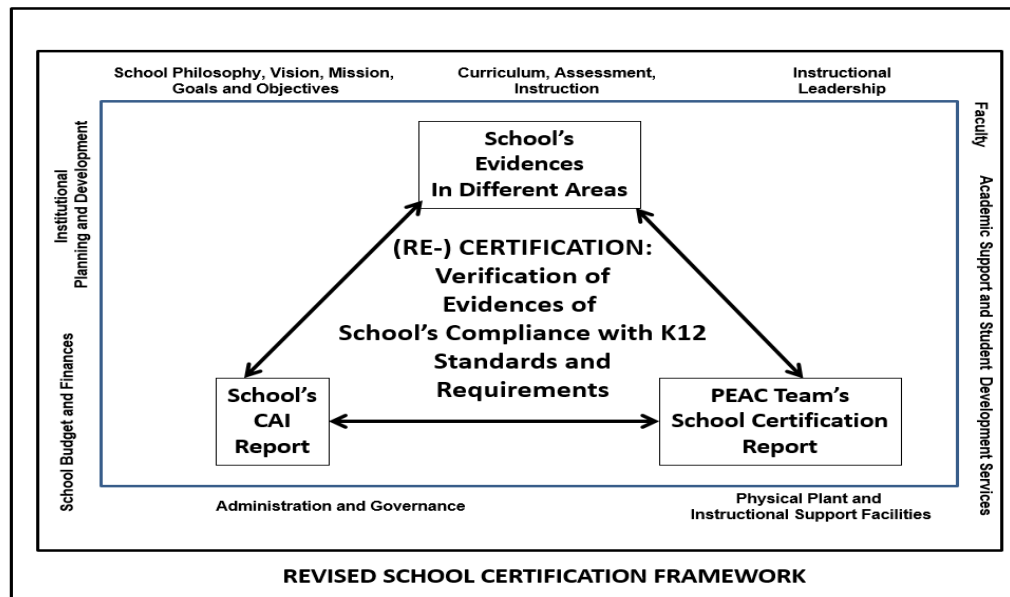 School Philosophy, Vision, Mission,
Goals and Objectives
Curriculum, Assessment,
Instruction
Instructional
Leadership
Faculty
Academic Support and Student Development Services
Institutional
Planning and Development
School Budget and Finances
School's
Evidences
In Different Areas
(RE-) CERTIFICATION:
Verification of
Evidences of
School's Compliance with K12
Standards and
Requirements
School's
CAI
Report
PEAC Team's
School Certification
Report
Administration and Governance
Physical Plant and
Instructional Support Facilities
REVISED SCHOOL CERTIFICATION FRAMEWORK